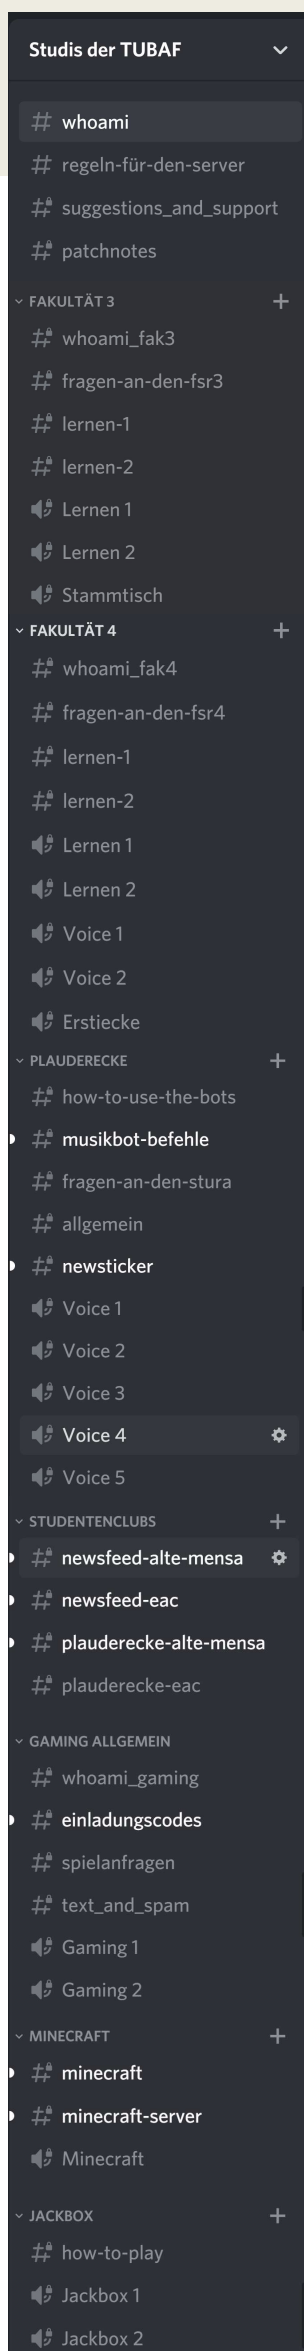 Studis der TUBAF
whoami
regeln-für-den-server
suggestions_and_support
patchnotes
FAKULTÄT 3
whoami_fak3
fragen-an-den-fsr3
lernen-1
lernen-2
Lernen 1
Lernen 2
Stammtisch
FAKULTÄT 4
whoami_fak4
fragen-an-den-fsr4
lernen-1
lernen-2
Lernen 1
Lernen 2
Voice 1
Voice 2
Erstiecke
PLAUDERECKE
how-to-use-the-bots
musikbot-befehle
fragen-an-den-stura
allgemein
newsticker
Voice 1
Voice 2
Voice 3
Voice 4
Voice 5
STUDENTENCLUBS
newsfeed-alte-mensa
newsfeed-eac
plauderecke-alte-mensa
plauderecke-eac
GAMING ALLGEMEIN
whoami_gaming
einladungscodes
spielanfragen
text_and_spam
Gaming 1
Gaming 2
MINECRAFT
minecraft
minecraft-server
Minecraft
JACKBOX
how-to-play
Jackbox 1
Jackbox 2